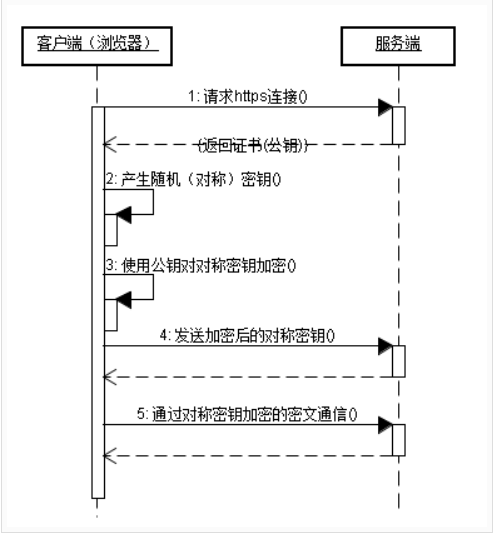 客户端（浏览器）
服务端
1: 请求https连接()
(返回证书(公钥))
2: 产生随机（对称）密钥()
3: 使用公钥对对称密钥加密()
4: 发送加密后的对称密钥()
5: 通过对称密钥加密的密文通信()